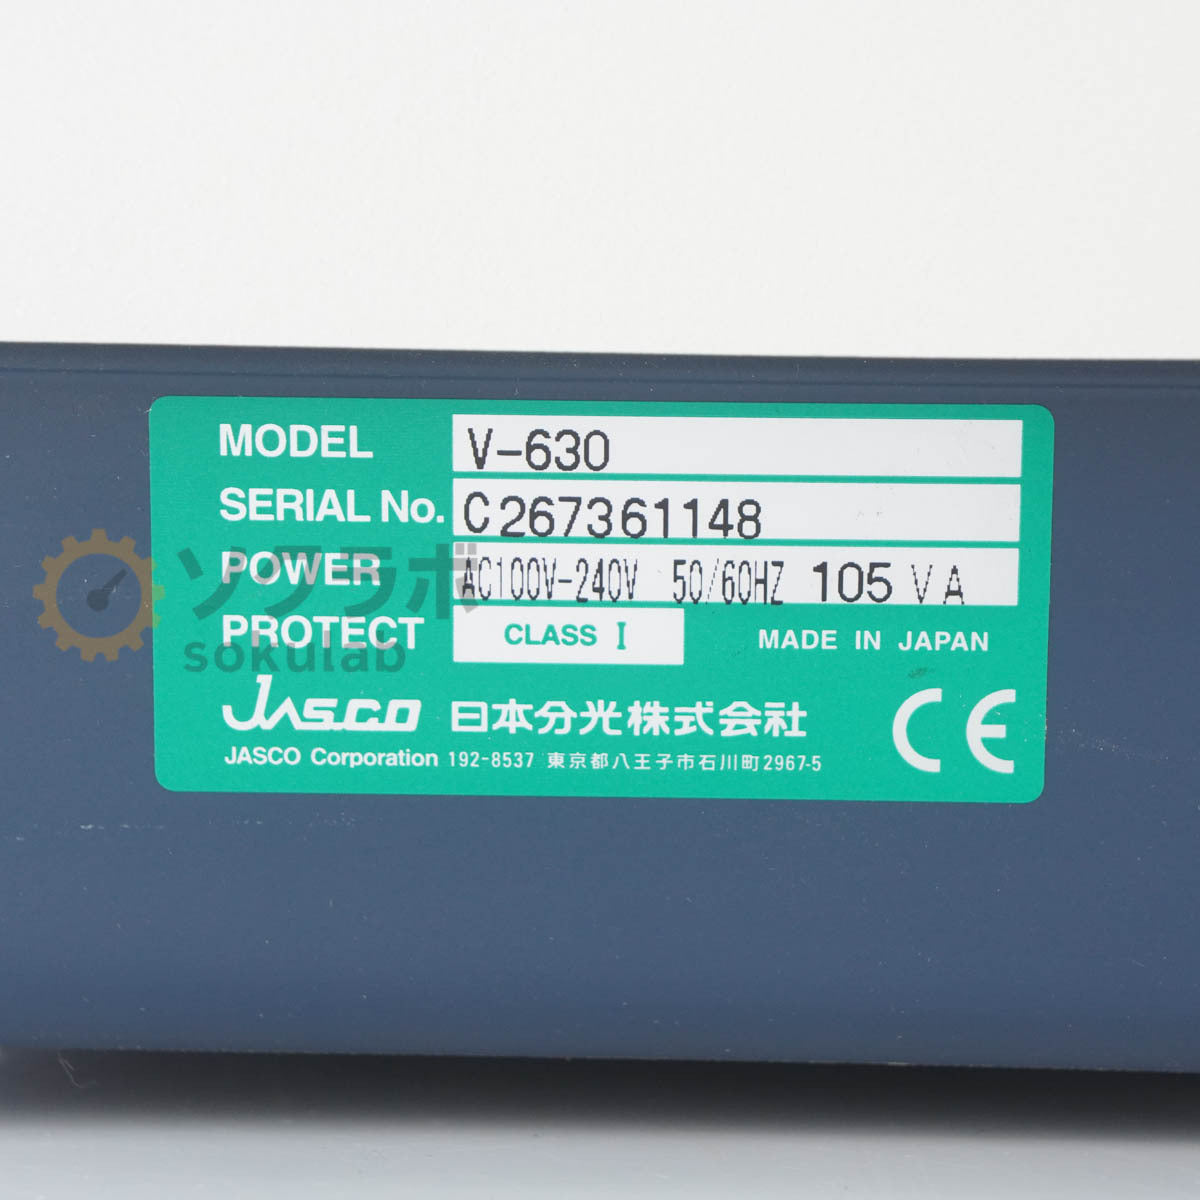 MODEL V-630
SERIAL No. C267361148
POWER AC100V-240V 50/60HZ 105 VA
PROTECT CLASS I MADE IN JAPAN
JASCO 日本分光株式会社 CE
JASCO Corporation 192-8537 東京都八王子市石川町2967-5
ソクラボ
sokulab